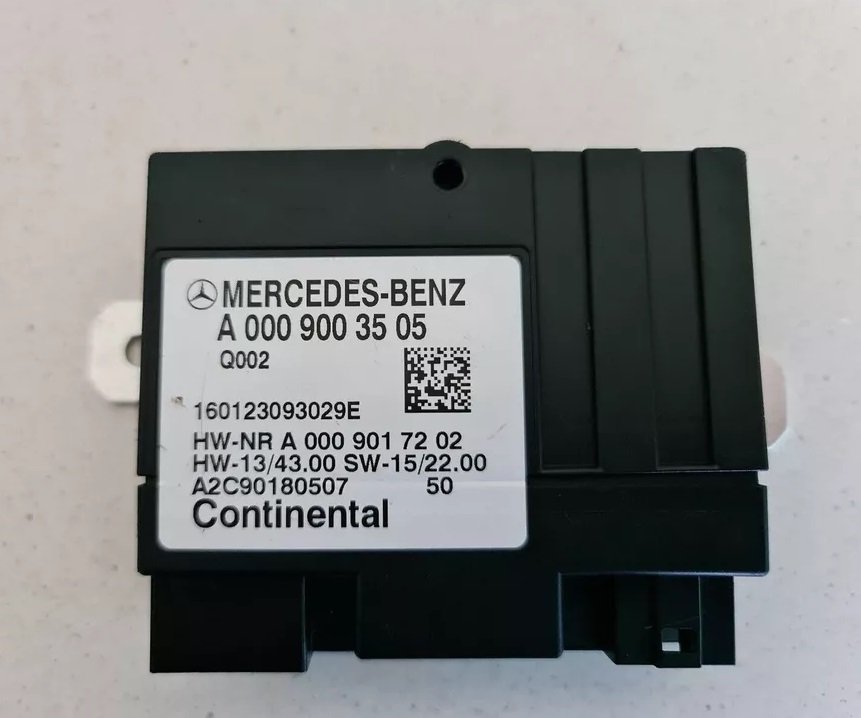 MERCEDES-BENZ
A 000 900 35 05
Q002
160123093029E
HW-NR A 000 901 72 02
HW-13/43.00 SW-15/22.00
A2C90180507 50
Continental